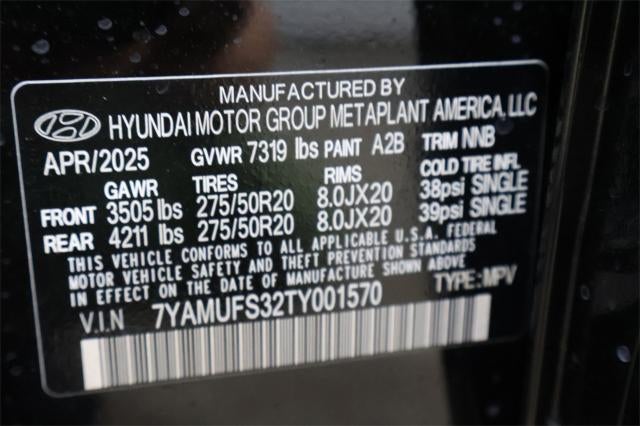 MANUFACTURED BY
HYUNDAI MOTOR GROUP METAPLANT AMERICA, LLC
APR/2025 GVWR 7319 lbs PAINT A2B TRIM NNB
GAWR TIRES RIMS COLD TIRE INFL
FRONT 3505 lbs 275/50R20 8.0JX20 38psi SINGLE
REAR 4211 lbs 275/50R20 8.0JX20 39psi SINGLE
THIS VEHICLE CONFORMS TO ALL APPLICABLE U.S.A. FEDERAL
MOTOR VEHICLE SAFETY AND THEFT PREVENTION STANDARDS
IN EFFECT ON THE DATE OF MANUFACTURE SHOWN ABOVE
V.I.N 7YAMUFS32TY001570 TYPE:MPV